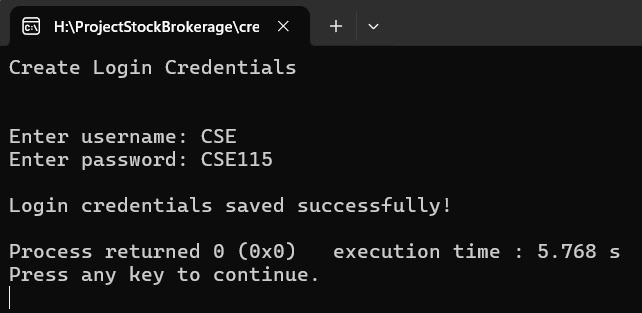 H:\ProjectStockBrokerage\cre
Create Login Credentials
Enter username: CSE
Enter password: CSE115
Login credentials saved successfully!
Process returned 0 (0x0)   execution time : 5.768 s
Press any key to continue.